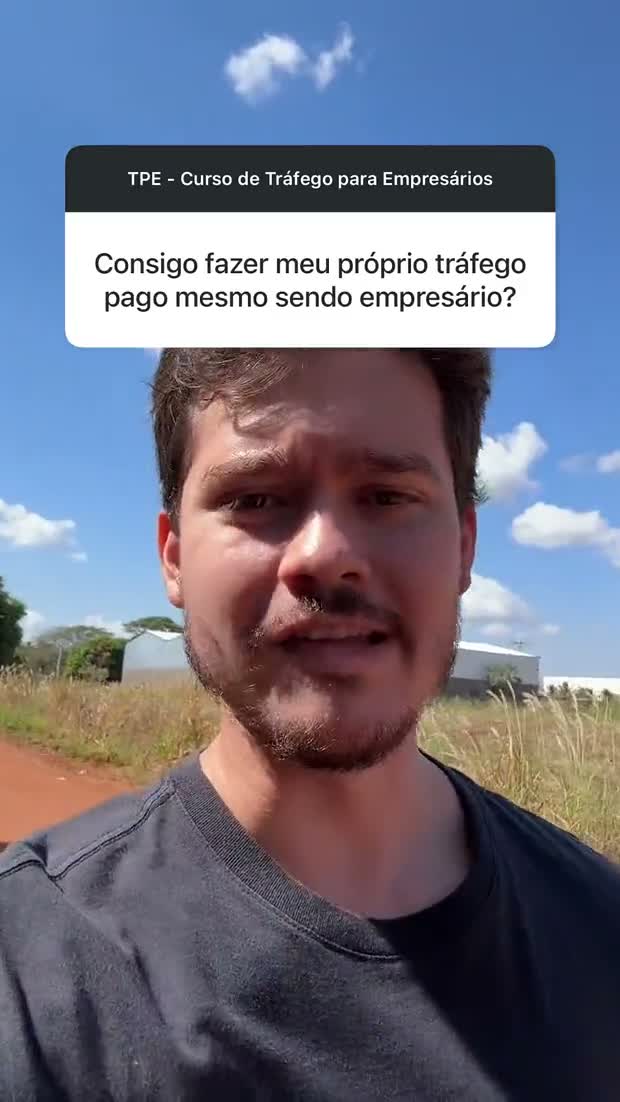 TPE - Curso de Tráfego para Empresários
Consigo fazer meu próprio tráfego
pago mesmo sendo empresário?